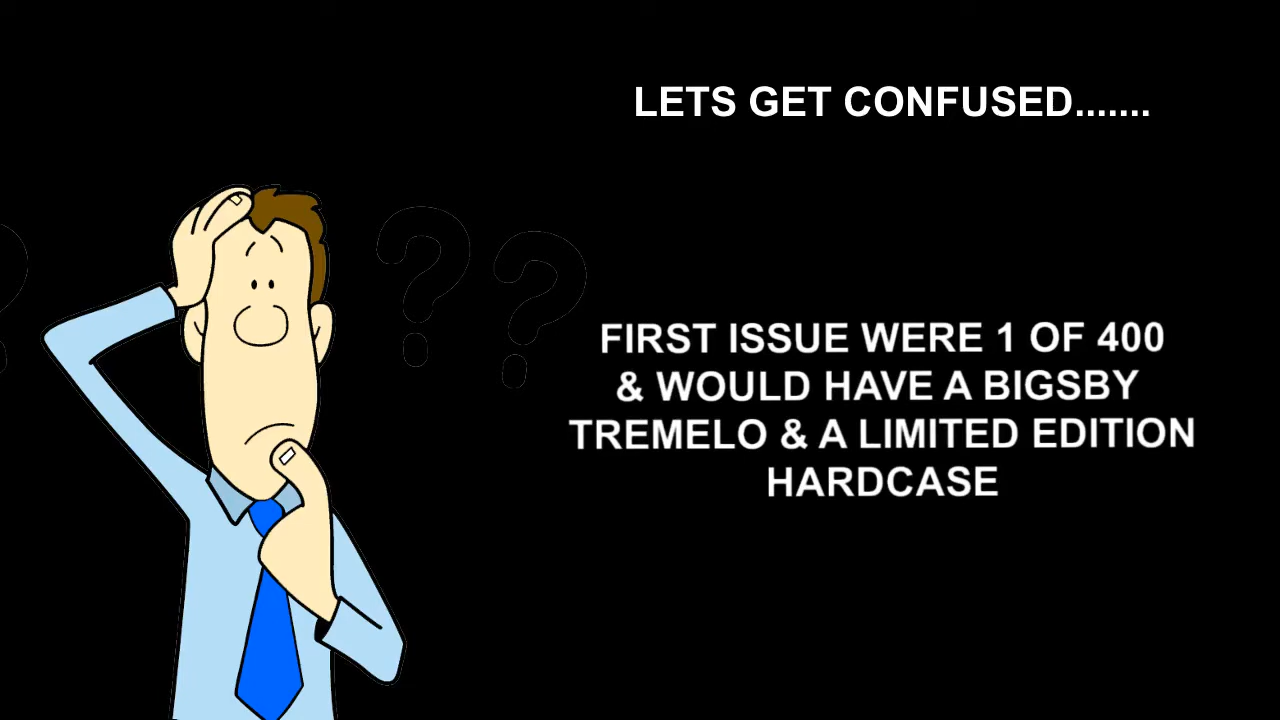 LETS GET CONFUSED.......
FIRST ISSUE WERE 1 OF 400
& WOULD HAVE A BIGSBY
TREMELO & A LIMITED EDITION
HARDCASE